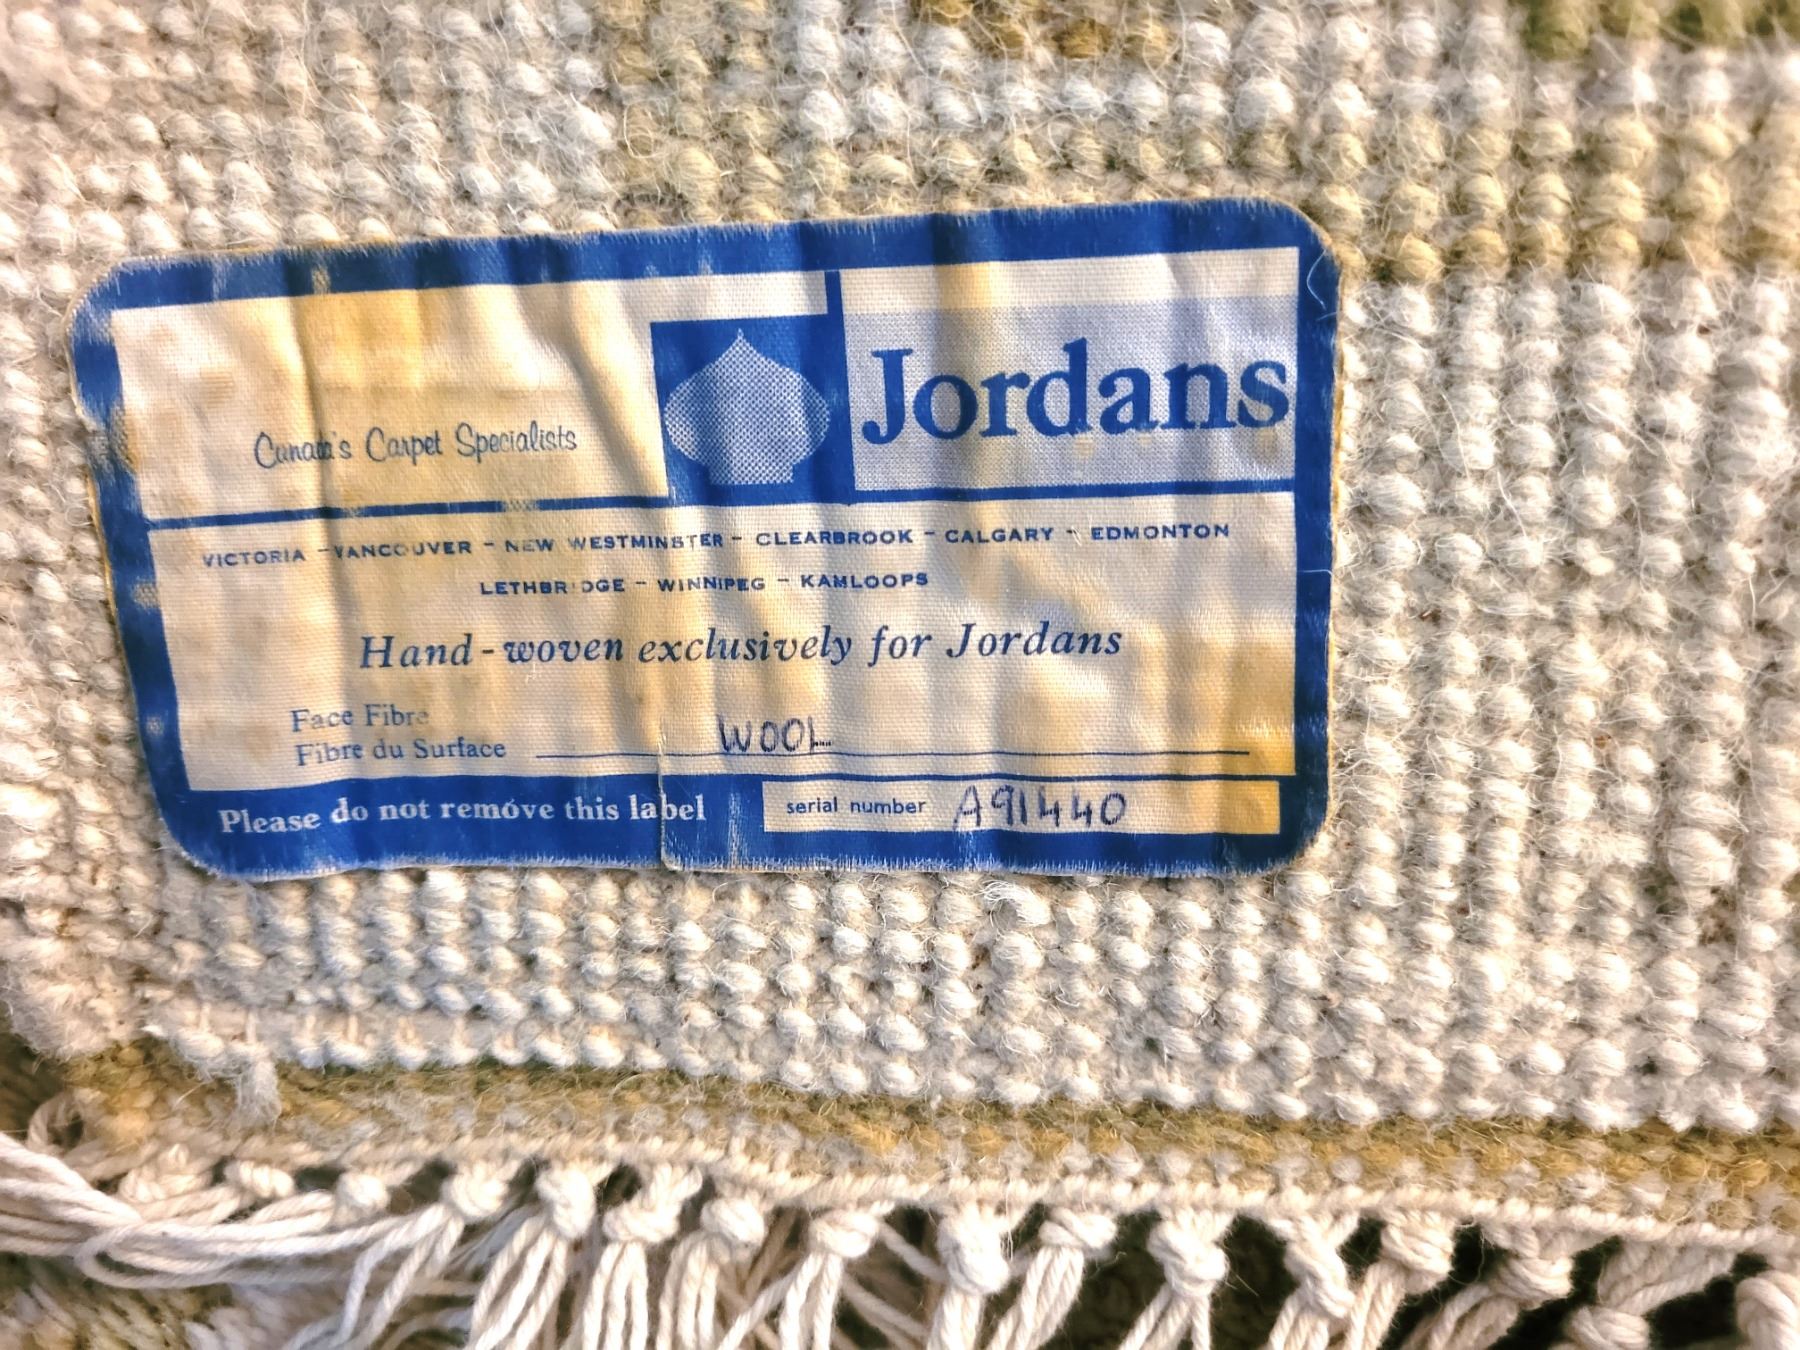 Jordans
Canada's Carpet Specialists
VICTORIA - VANCOUVER - NEW WESTMINSTER - CLEARBROOK - CALGARY - EDMONTON
LETHBRIDGE - WINNIPEG - KAMLOOPS
Hand-woven exclusively for Jordans
Face Fibre
Fibre du Surface WOOL
Please do not remove this label
serial number A91440